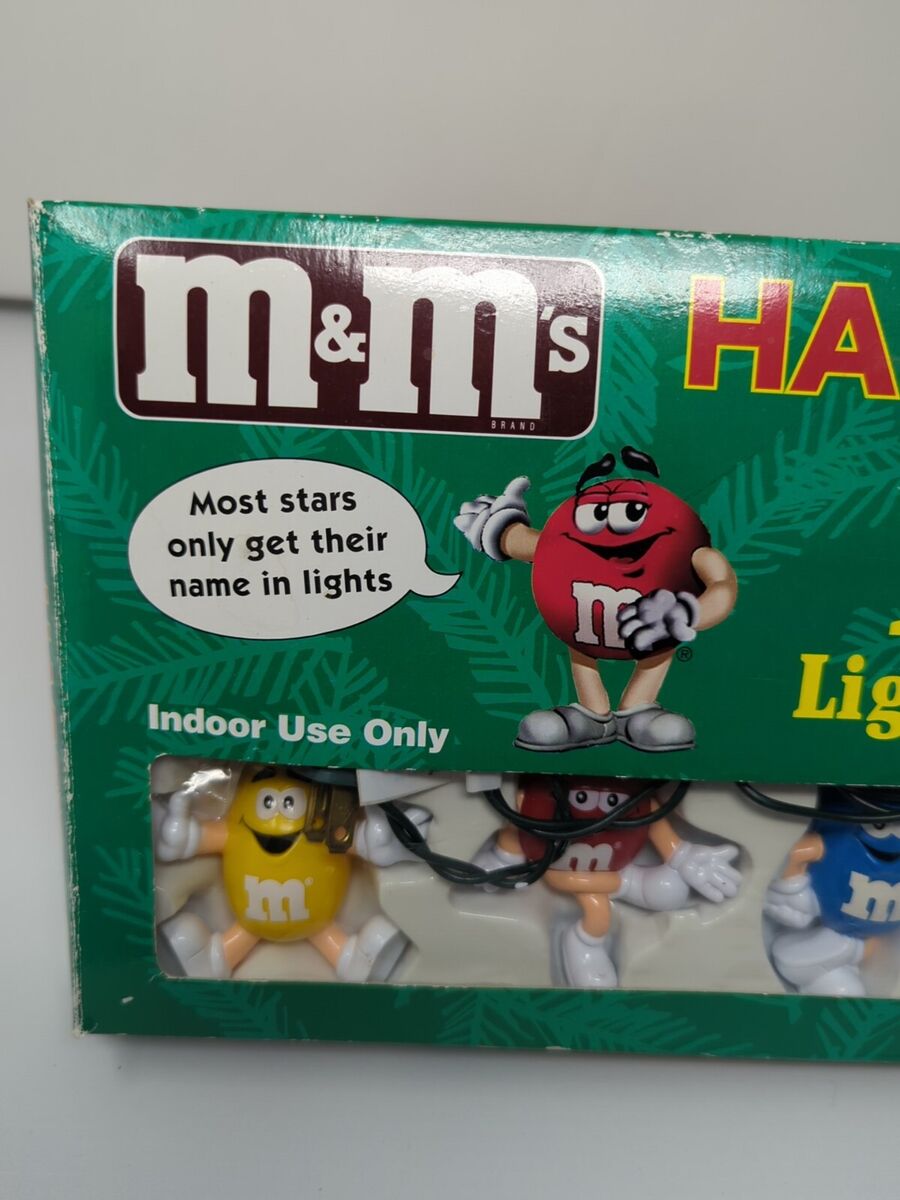 m&m's
BRAND
HA
Most stars
only get their
name in lights
m
®
Lig
Indoor Use Only
m
m
m